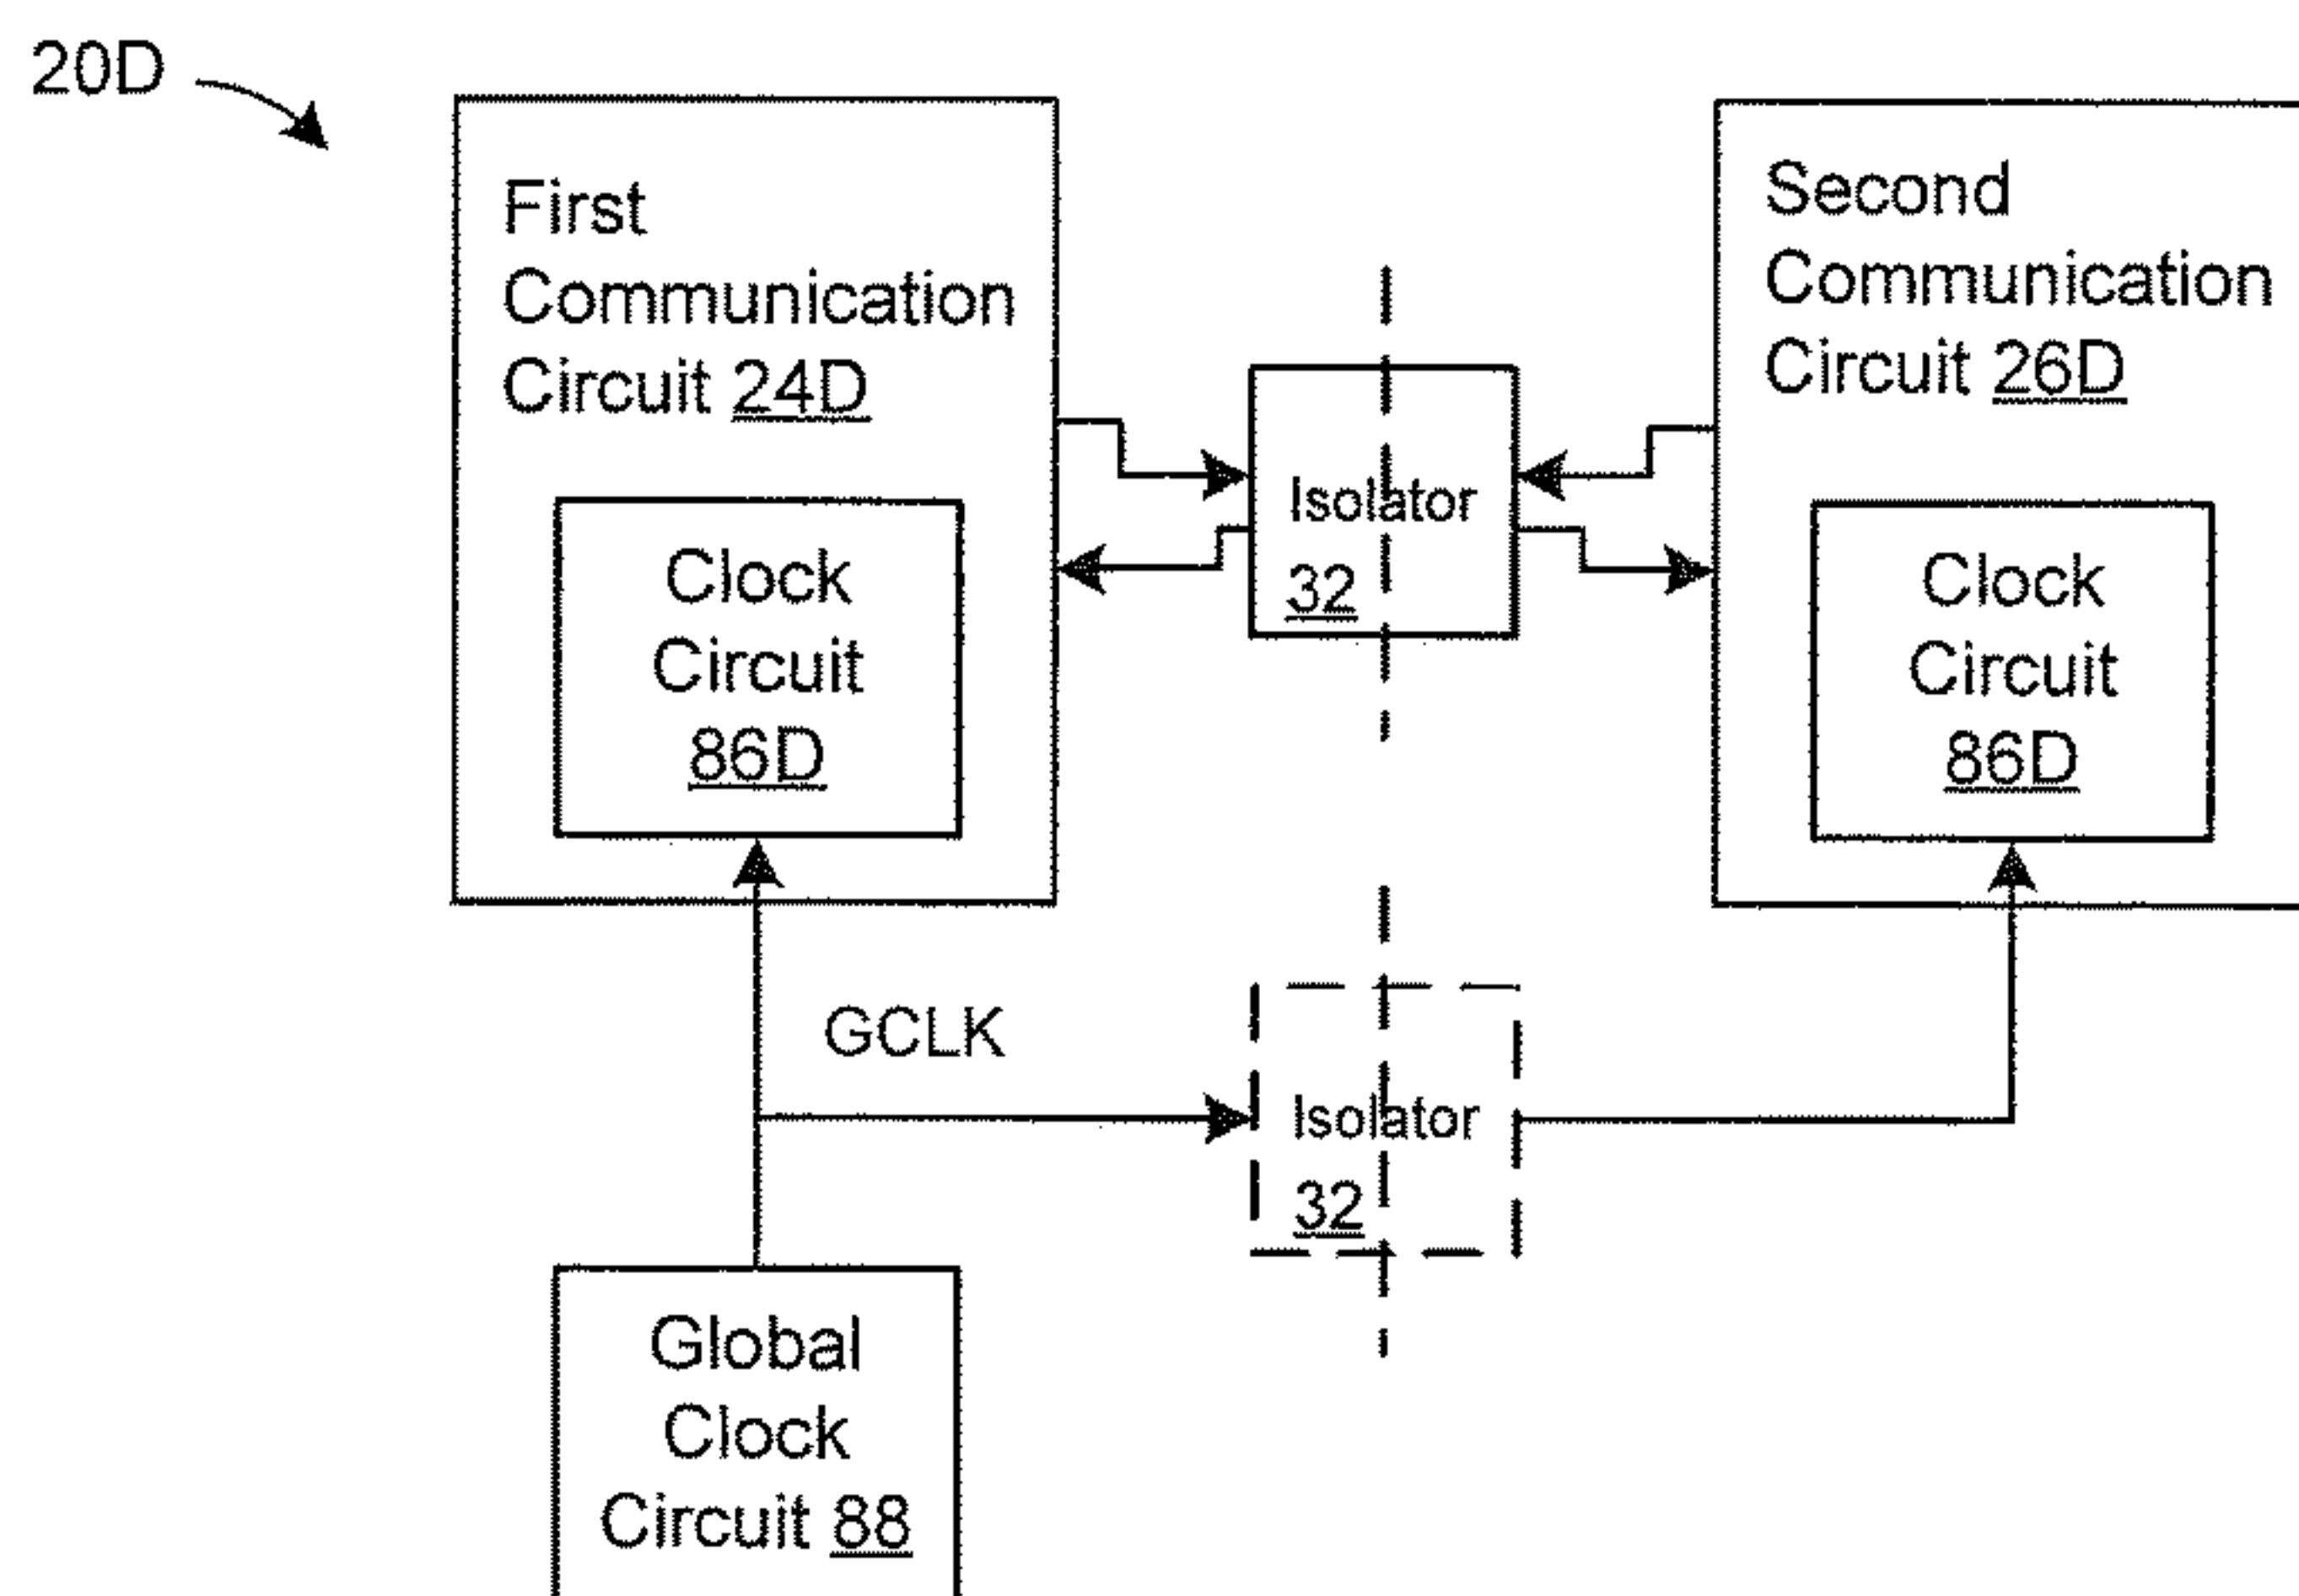 20D
First
Communication
Circuit 24D
Clock
Circuit
86D
Isolator
32
Second
Communication
Circuit 26D
Clock
Circuit
86D
GCLK
Isolator
32
Global
Clock
Circuit 88